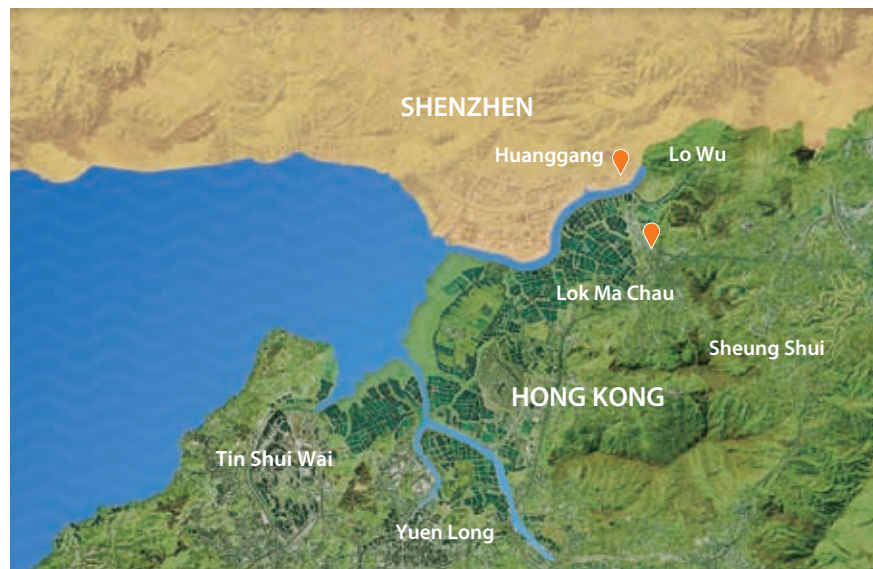 SHENZHEN
Huanggang
Lo Wu
Lok Ma Chau
Sheung Shui
HONG KONG
Tin Shui Wai
Yuen Long